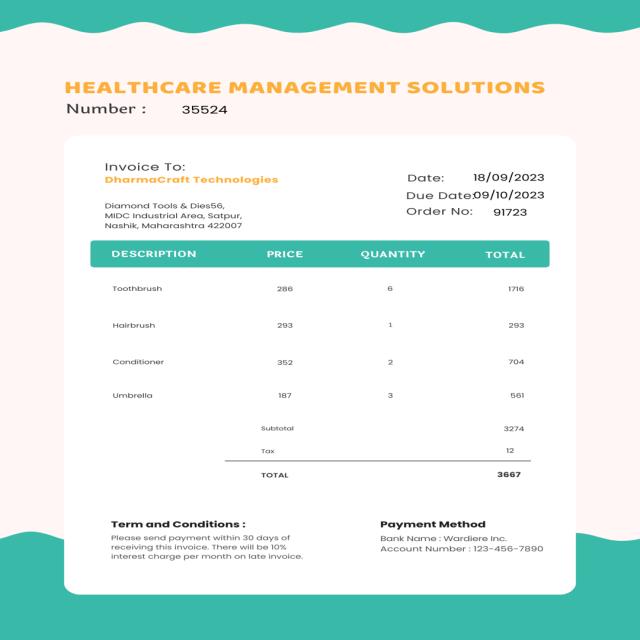 HEALTHCARE MANAGEMENT SOLUTIONS
Number : 35524
Invoice To:
DharmaCraft Technologies
Diamond Tools & Dies56,
MIDC Industrial Area, Satpur,
Nashik, Maharashtra 422007
Date: 18/09/2023
Due Date:09/10/2023
Order No: 91723
DESCRIPTION PRICE QUANTITY TOTAL
Toothbrush 286 6 1716
Hairbrush 293 1 293
Conditioner 352 2 704
Umbrella 187 3 561
Subtotal 3274
Tax 12
TOTAL 3667
Term and Conditions :
Please send payment within 30 days of
receiving this invoice. There will be 10%
interest charge per month on late invoice.
Payment Method
Bank Name : Wardiere Inc.
Account Number : 123-456-7890